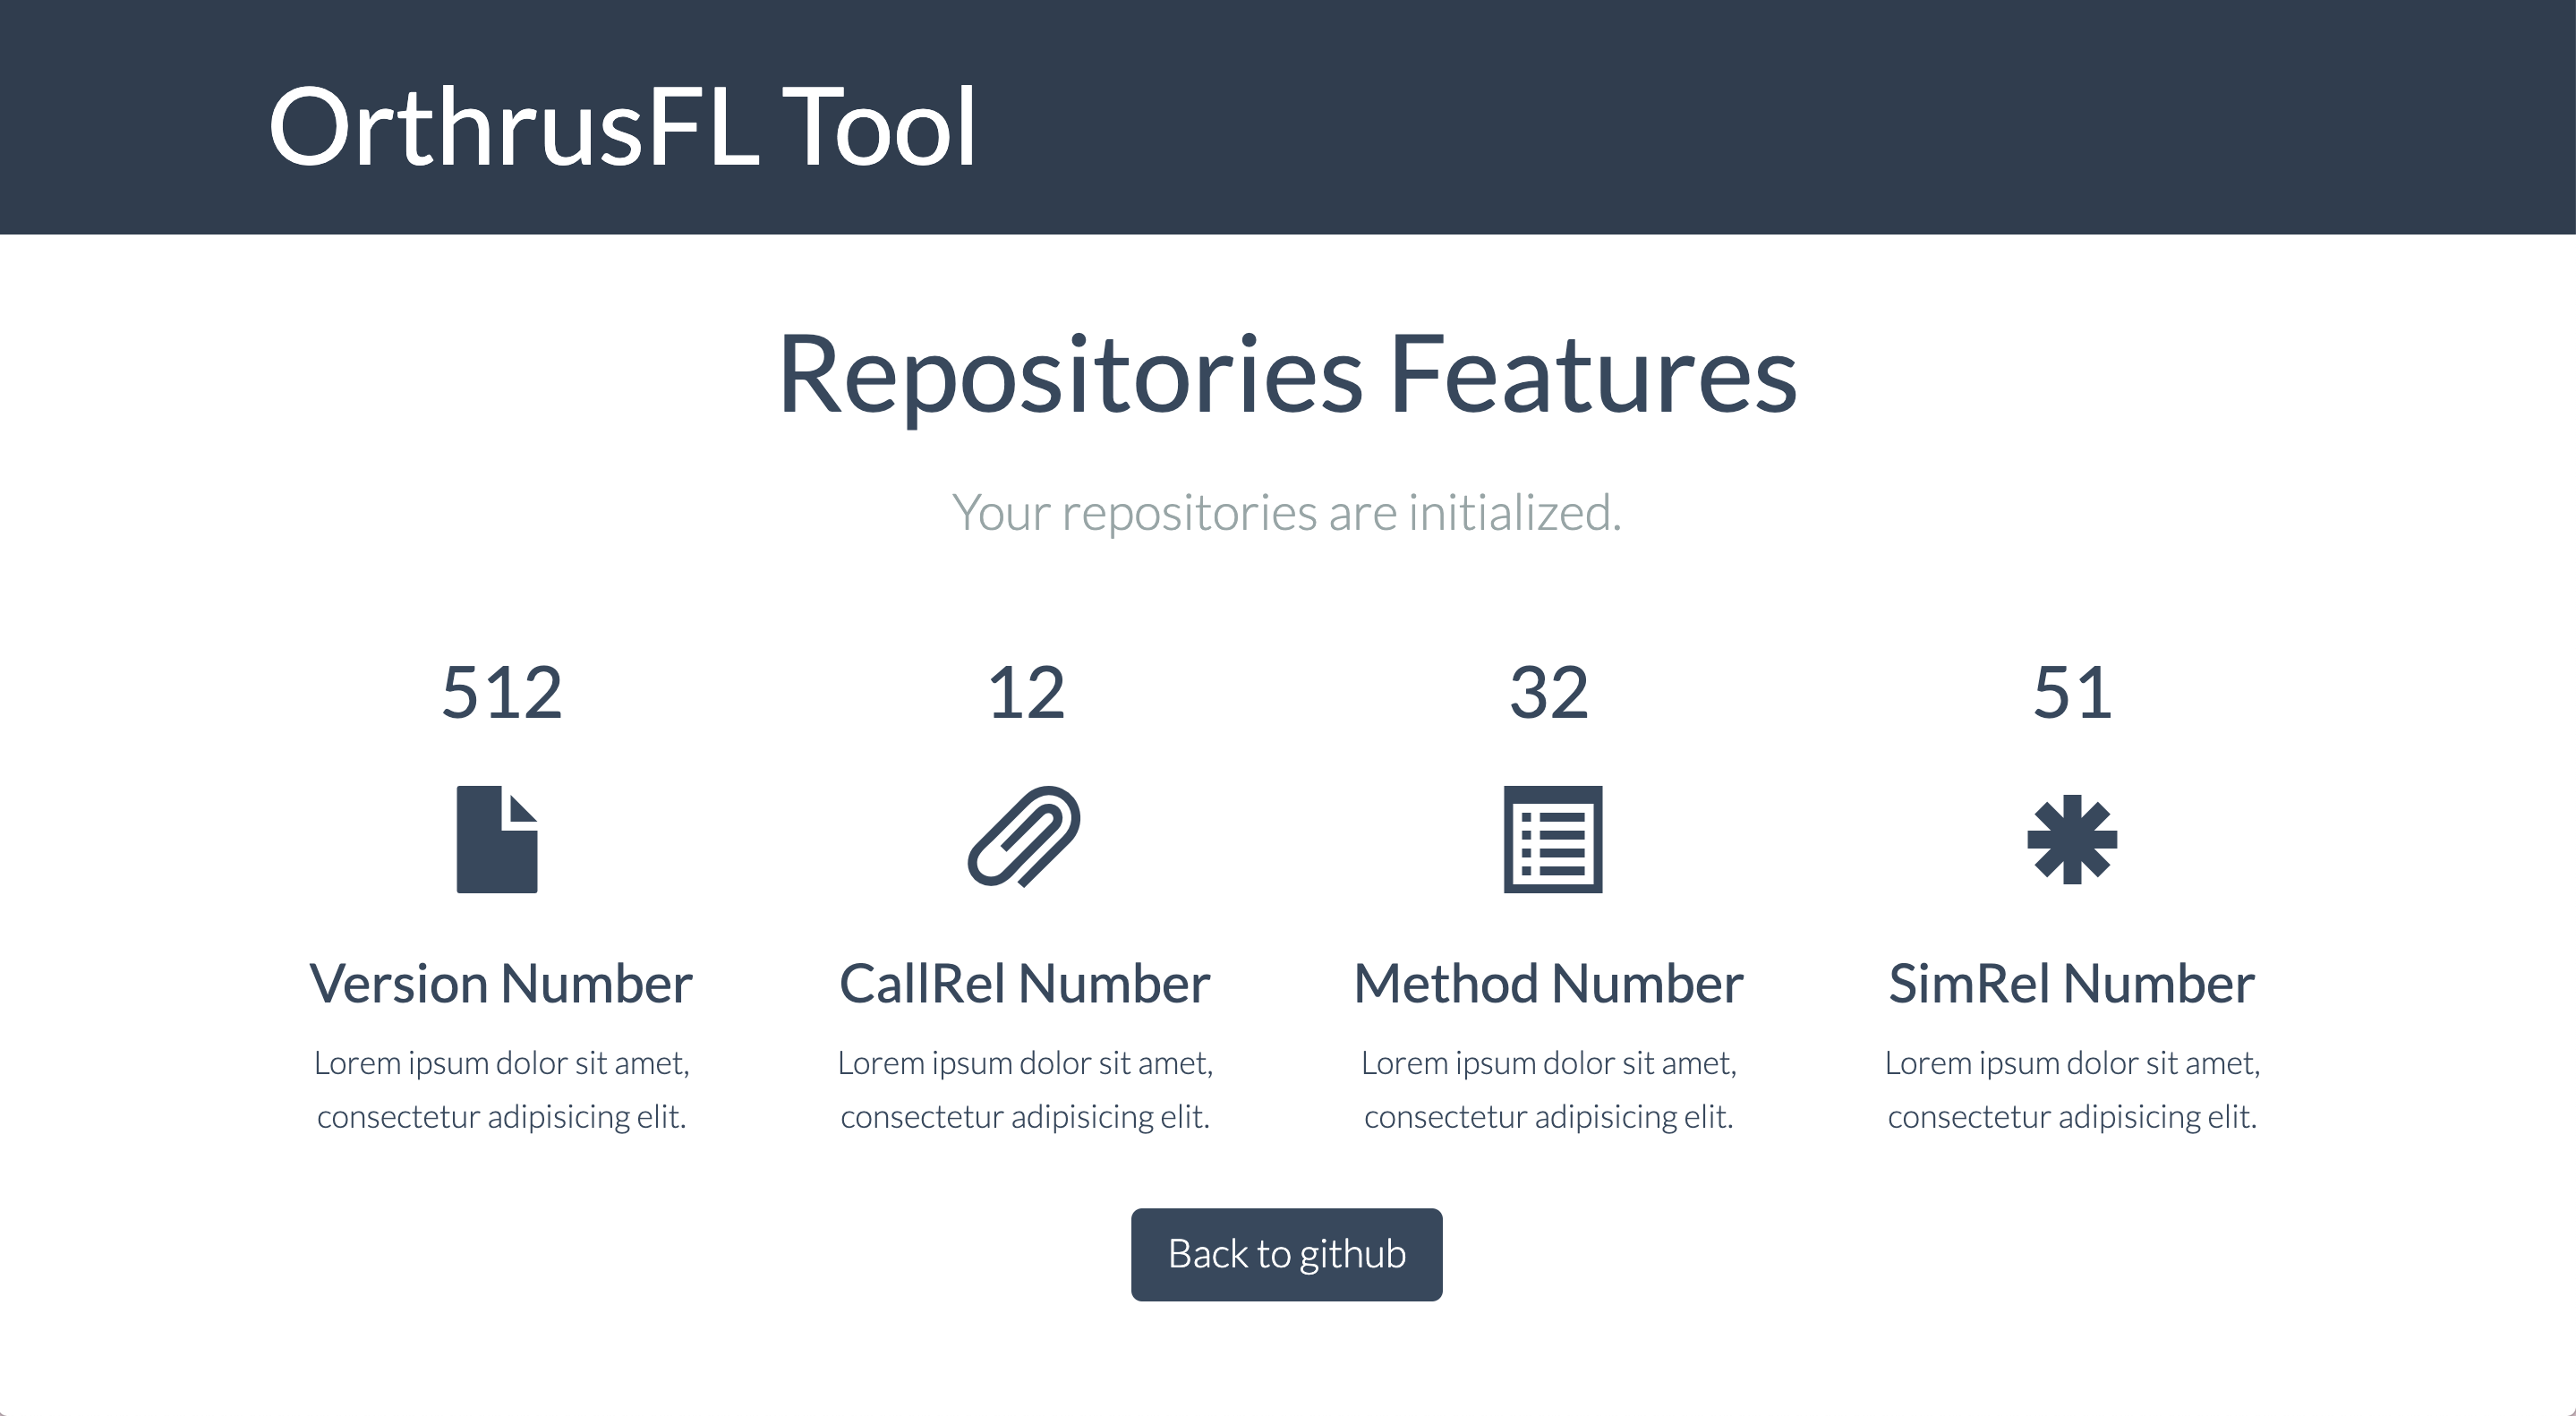 OrthrusFL Tool
Repositories Features
Your repositories are initialized.
512
12
32
51
Version Number
CallRel Number
Method Number
SimRel Number
Lorem ipsum dolor sit amet,
consectetur adipisicing elit.
Lorem ipsum dolor sit amet,
consectetur adipisicing elit.
Lorem ipsum dolor sit amet,
consectetur adipisicing elit.
Lorem ipsum dolor sit amet,
consectetur adipisicing elit.
Back to github